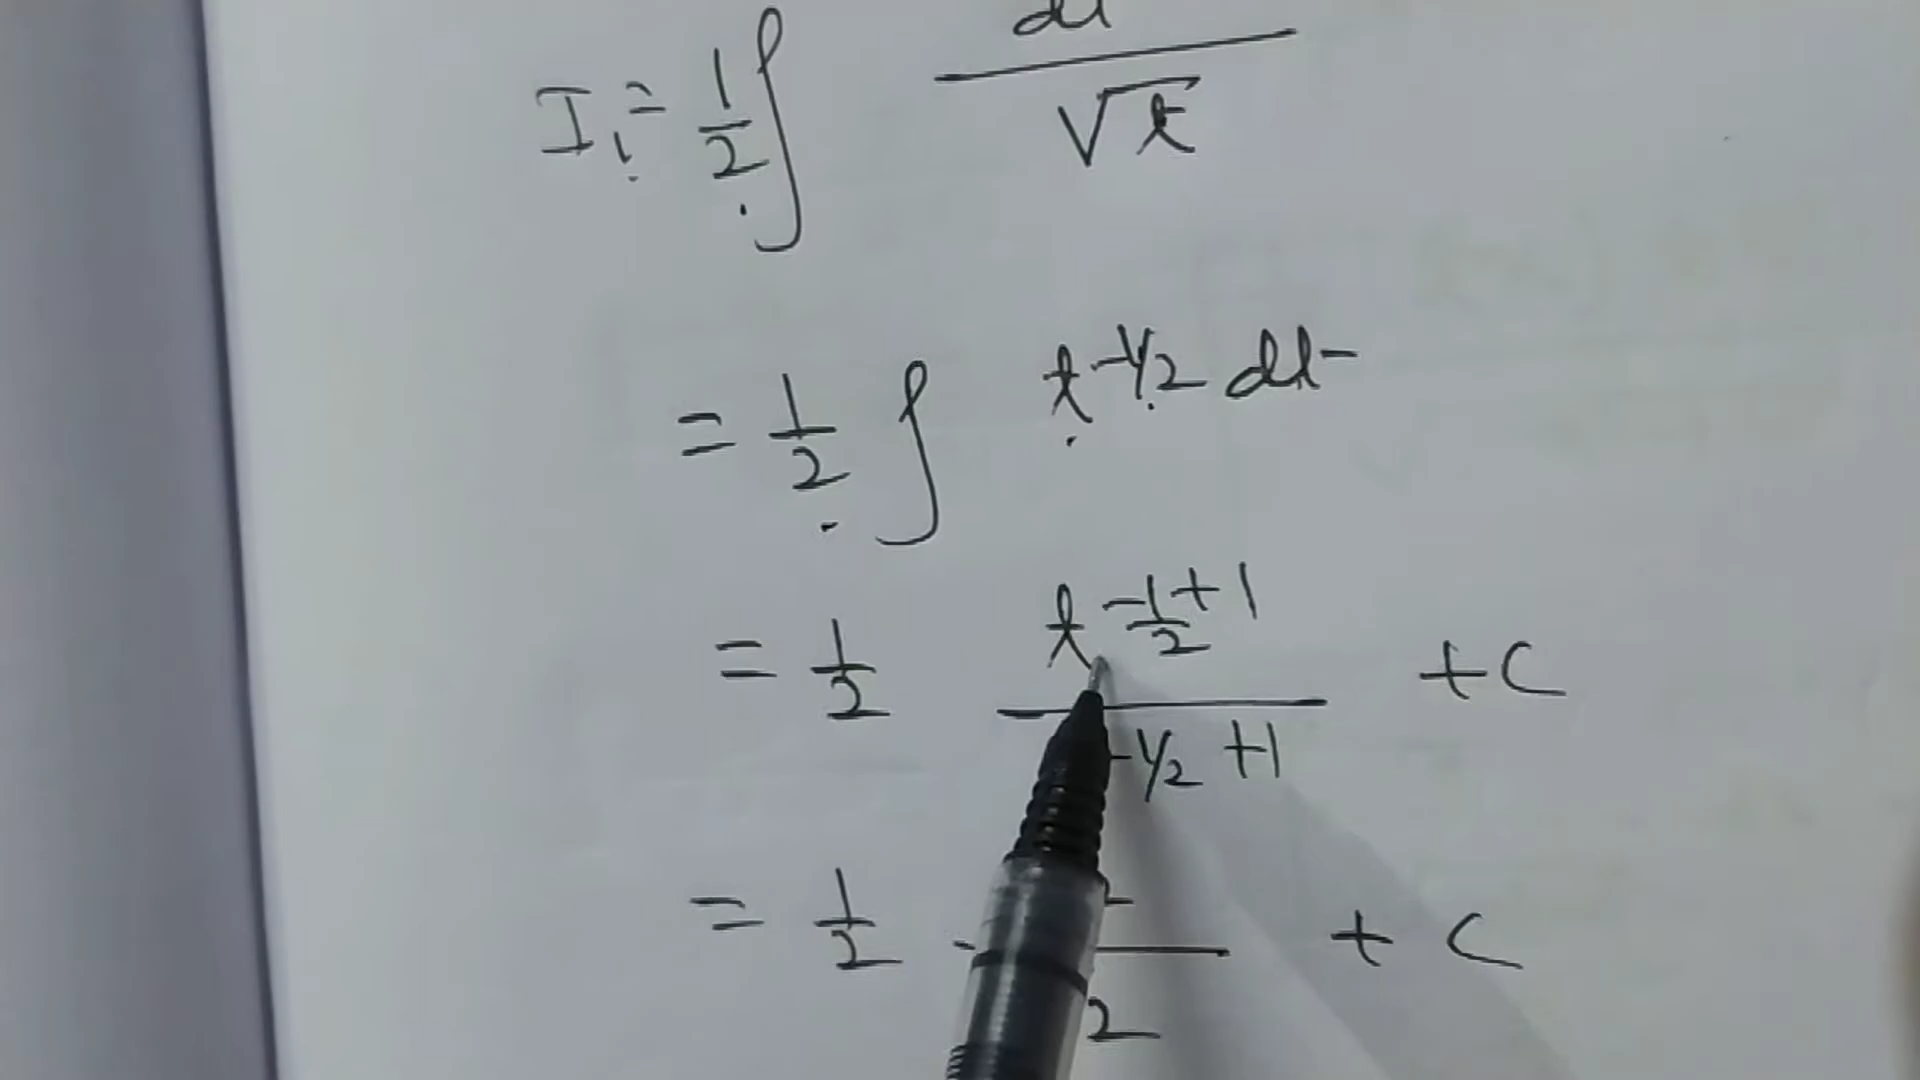 I₁ = 1/2 ∫ dt/√t
= 1/2 ∫ t^-1/2 dt
= 1/2 t^(-1/2+1)/(-1/2+1) + C
= 1/2 2 + C